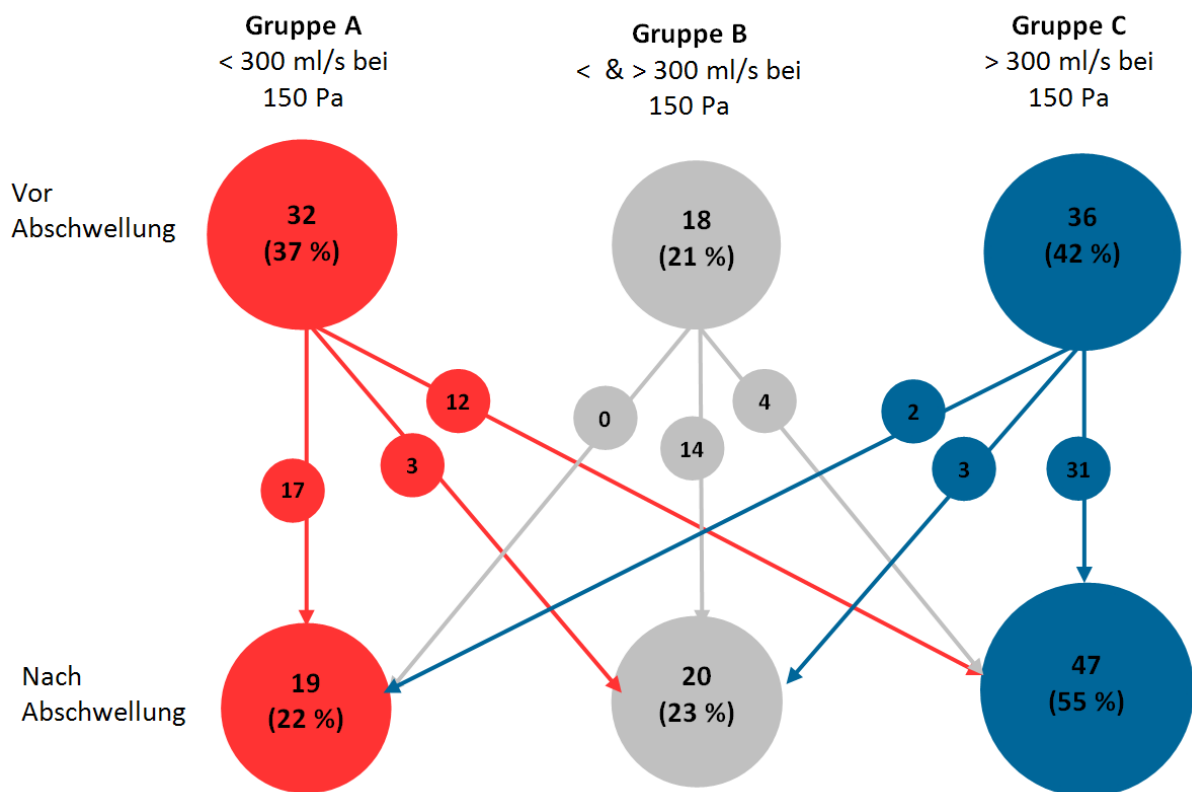 Gruppe A
< 300 ml/s bei
150 Pa
Gruppe B
< & > 300 ml/s bei
150 Pa
Gruppe C
> 300 ml/s bei
150 Pa
Vor
Abschwellung
32
(37 %)
18
(21 %)
36
(42 %)
12
0
4
2
3
14
3
31
17
Nach
Abschwellung
19
(22 %)
20
(23 %)
47
(55 %)